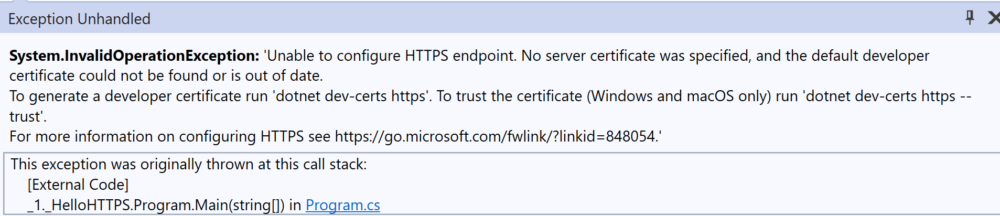 Exception Unhandled
System.InvalidOperationException: 'Unable to configure HTTPS endpoint. No server certificate was specified, and the default developer
certificate could not be found or is out of date.
To generate a developer certificate run 'dotnet dev-certs https'. To trust the certificate (Windows and macOS only) run 'dotnet dev-certs https --
trust'.
For more information on configuring HTTPS see https://go.microsoft.com/fwlink/?linkid=848054.'
This exception was originally thrown at this call stack:
[External Code]
_1._HelloHTTPS.Program.Main(string[]) in Program.cs